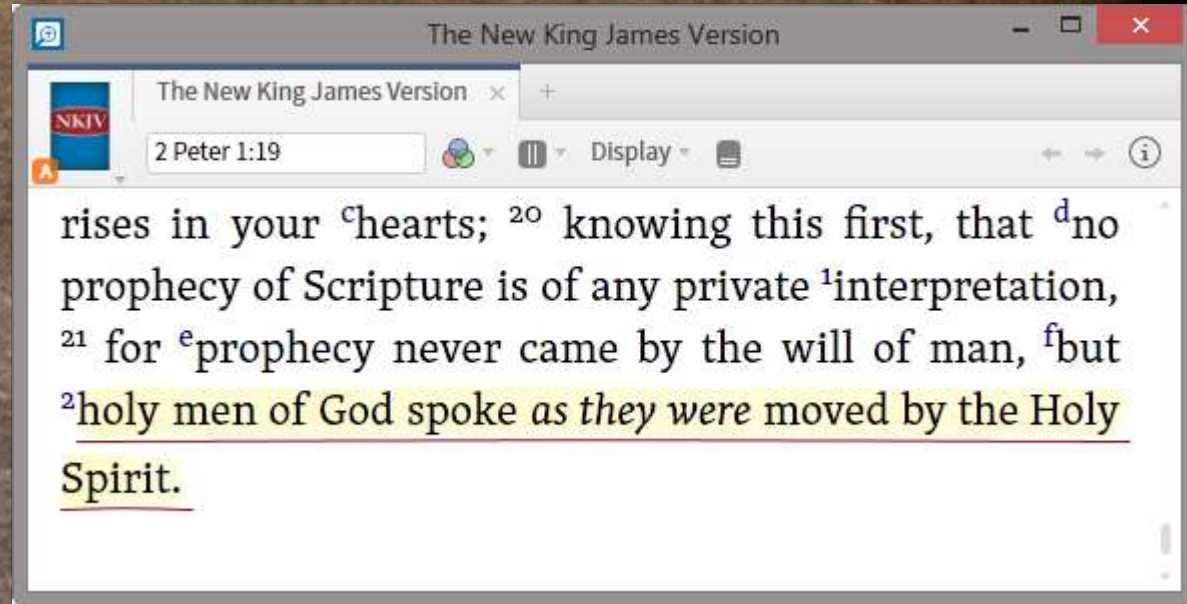 The New King James Version
The New King James Version × +
NKJV
A
2 Peter 1:19 Display
rises in your chearts; 20 knowing this first, that dno
prophecy of Scripture is of any private 1interpretation,
21 for eprophecy never came by the will of man, fbut
2holy men of God spoke as they were moved by the Holy
Spirit.